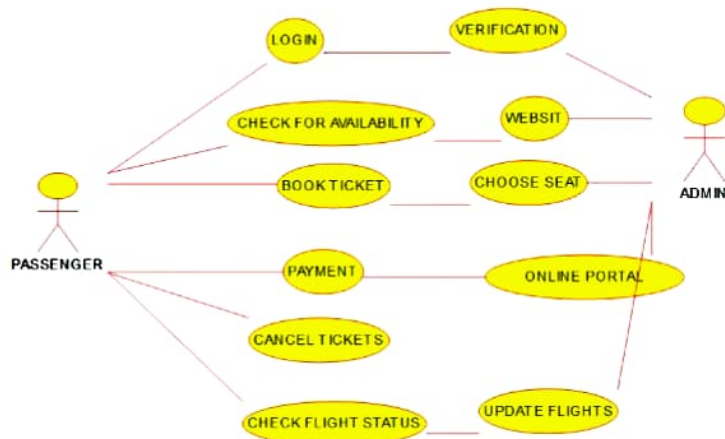 LOGIN
VERIFICATION
CHECK FOR AVAILABILITY
WEBSIT
BOOK TICKET
CHOOSE SEAT
ADMIN
PASSENGER
PAYMENT
ONLINE PORTAL
CANCEL TICKETS
CHECK FLIGHT STATUS
UPDATE FLIGHTS